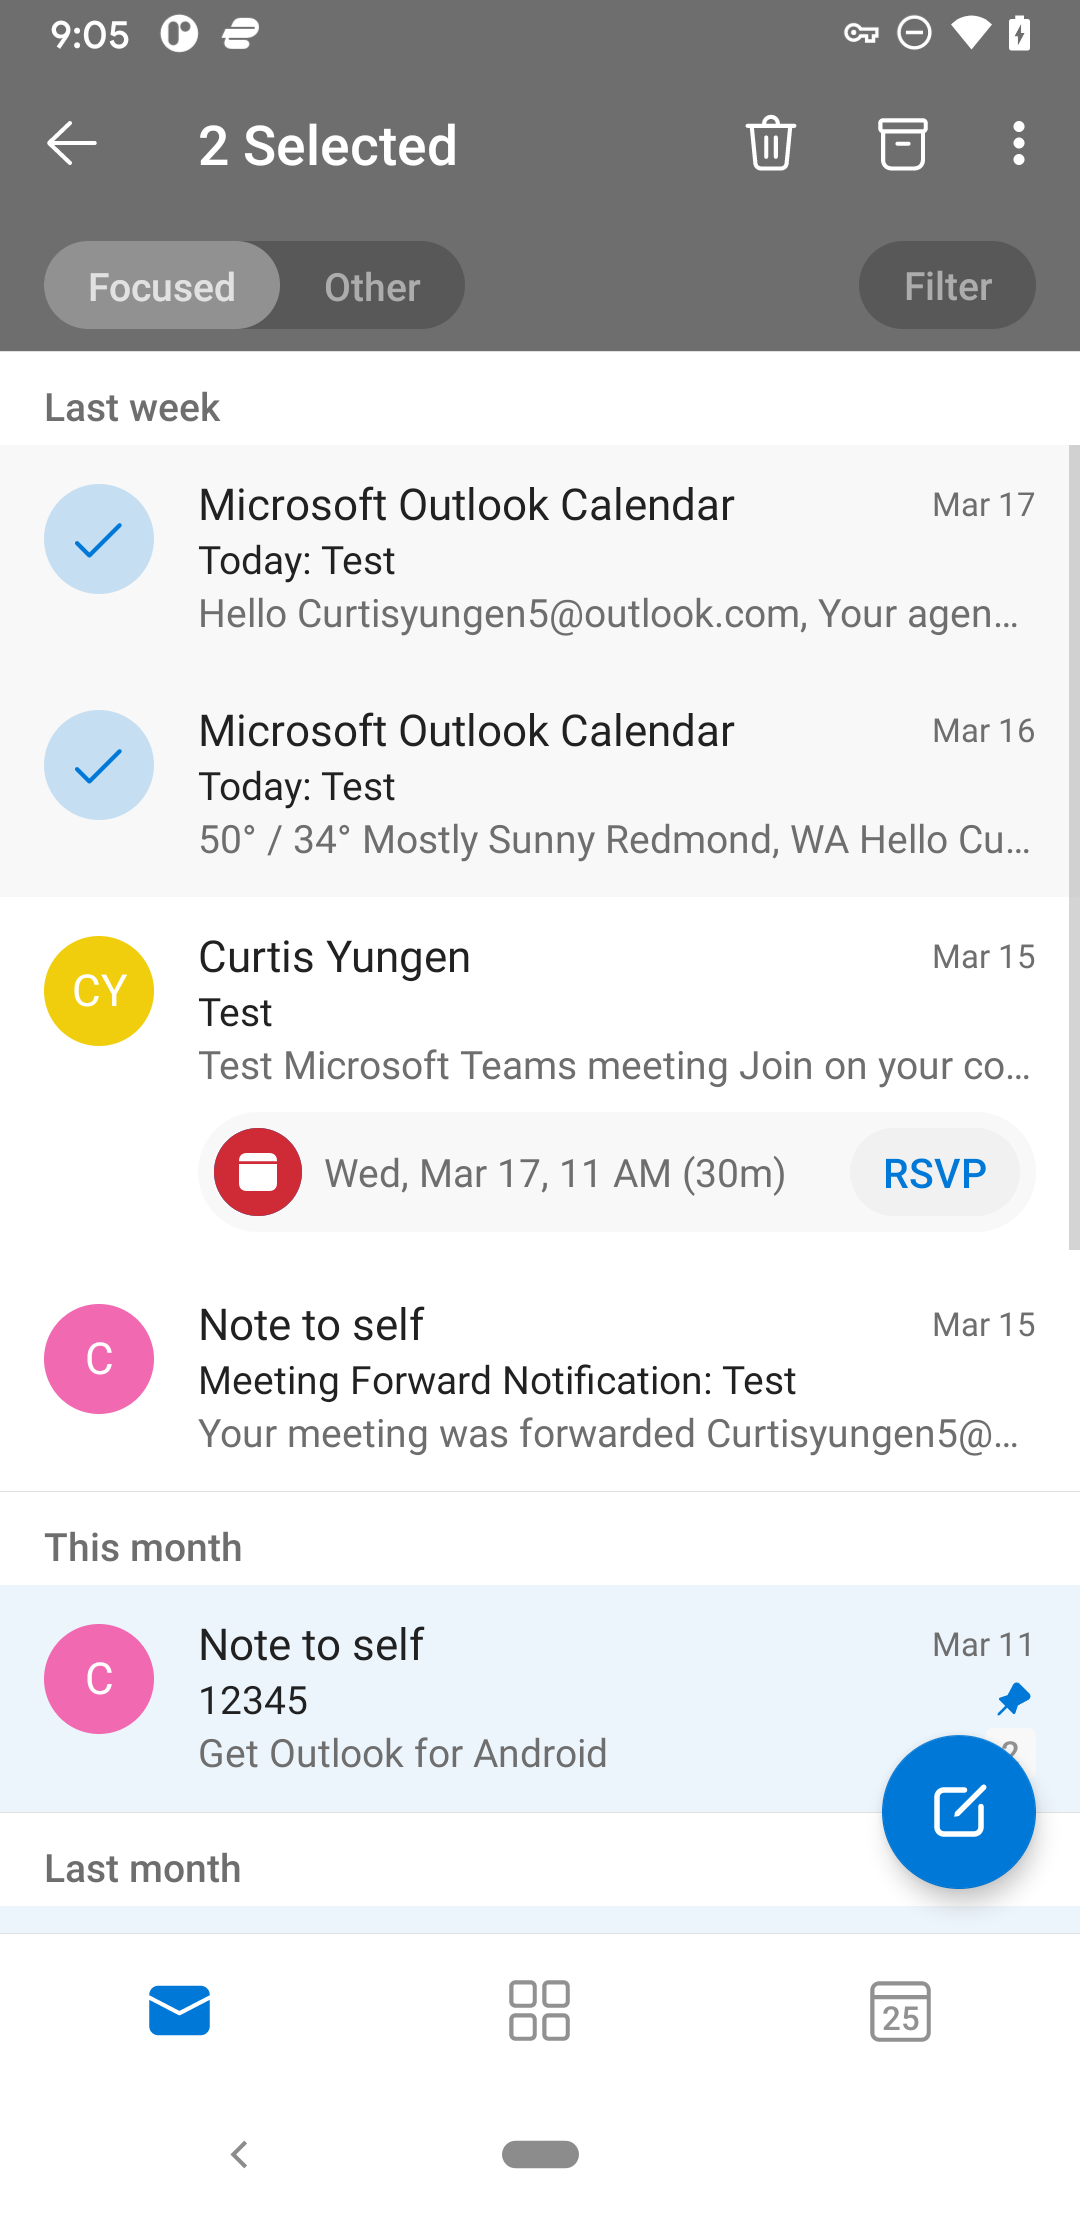 9:05
2 Selected
Focused Other Filter
Last week
Microsoft Outlook Calendar Mar 17
Today: Test
Hello Curtisyungen5@outlook.com, Your agen...
Microsoft Outlook Calendar Mar 16
Today: Test
50° / 34° Mostly Sunny Redmond, WA Hello Cu...
CY Curtis Yungen Mar 15
Test
Test Microsoft Teams meeting Join on your co...
Wed, Mar 17, 11 AM (30m) RSVP
C Note to self Mar 15
Meeting Forward Notification: Test
Your meeting was forwarded Curtisyungen5@...
This month
C Note to self Mar 11
12345
Get Outlook for Android
Last month
25